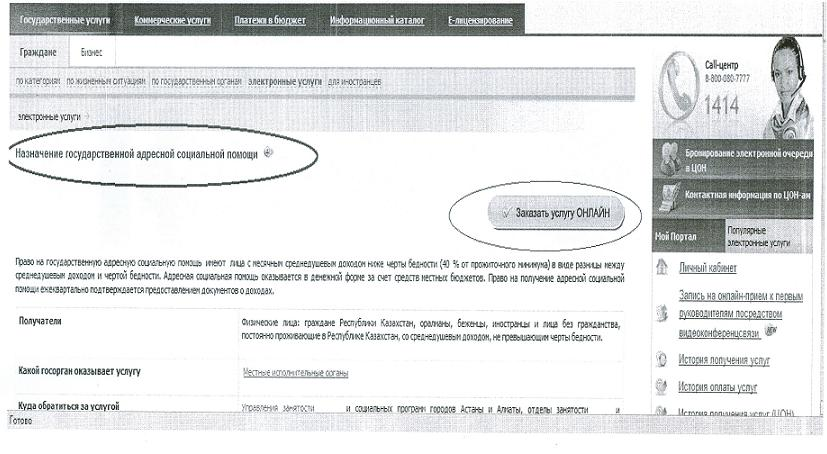 Государственные услуги Коммерческие услуги Платежи в бюджет Информационный каталог Е-лицензирование
Граждане Бизнес
по категориям по жизненным ситуациям по государственным органам электронные услуги для иностранцев
электронные услуги
Назначение государственной адресной социальной помощи
Заказать услугу ОНЛАЙН
Право на государственную адресную социальную помощь имеют лица с месячным среднедушевым доходом ниже черты бедности (40 % от прожиточного минимума) в виде разницы между
среднедушевым доходом и чертой бедности. Адресная социальная помощь оказывается в денежной форме за счет средств местных бюджетов. Право на получение адресной социальной
помощи ежеквартально подтверждается предоставлением документов о доходах.
Получатели
Физические лица: граждане Республики Казахстан, оралманы, беженцы, иностранцы и лица без гражданства,
постоянно проживающие в Республике Казахстан, со среднедушевым доходом, не превышающим черты бедности.
Какой госорган оказывает услугу
Местные исполнительные органы
Куда обратиться за услугой
Управления занятости и социальных программ городов Астаны и Алматы, отделы занятости и
Готово
Call-центр
8-800-080-7777
1414
Бронирование электронной очереди
в ЦОН
Контактная информация по ЦОН-ам
Мой Портал
Популярные
электронные услуги
Личный кабинет
Запись на онлайн-прием к первым
руководителям посредством
видеоконференцсвязи
История получения услуг
История оплаты услуг
История получения услуг (ЦОН)